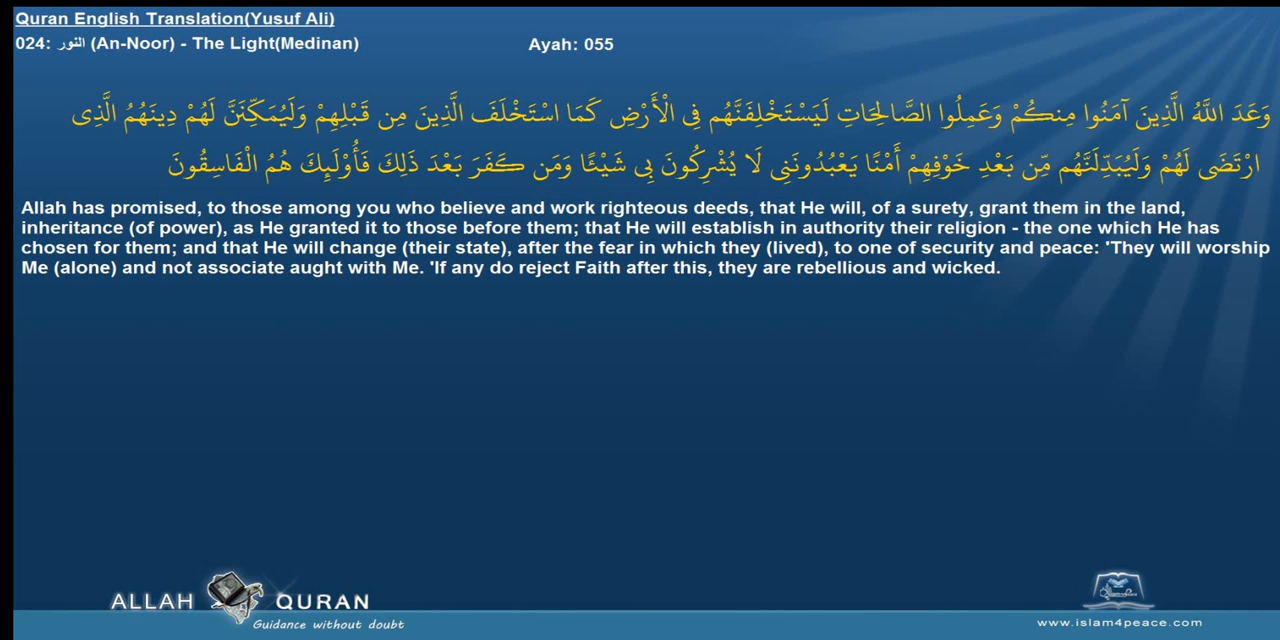 Quran English Translation(Yusuf Ali)
024: النور (An-Noor) - The Light(Medinan)
Ayah: 055
وَعَدَ اللَّهُ الَّذِينَ آمَنُوا مِنكُمْ وَعَمِلُوا الصَّالِحَاتِ لَيَسْتَخْلِفَنَّهُم فِي الْأَرْضِ كَمَا اسْتَخْلَفَ الَّذِينَ مِن قَبْلِهِمْ وَلَيُمَكِّنَنَّ لَهُمْ دِينَهُمُ الَّذِي
ارْتَضَى لَهُمْ وَلَيُبَدِّلَنَّهُم مِّن بَعْدِ خَوْفِهِمْ أَمْنًا يَعْبُدُونَنِي لَا يُشْرِكُونَ بِي شَيْئًا وَمَن كَفَرَ بَعْدَ ذَلِكَ فَأُوْلَئِكَ هُمُ الْفَاسِقُونَ
Allah has promised, to those among you who believe and work righteous deeds, that He will, of a surety, grant them in the land,
inheritance (of power), as He granted it to those before them; that He will establish in authority their religion - the one which He has
chosen for them; and that He will change (their state), after the fear in which they (lived), to one of security and peace: 'They will worship
Me (alone) and not associate aught with Me. 'If any do reject Faith after this, they are rebellious and wicked.
ALLAH QURAN
Guidance without doubt
www.islam4peace.com